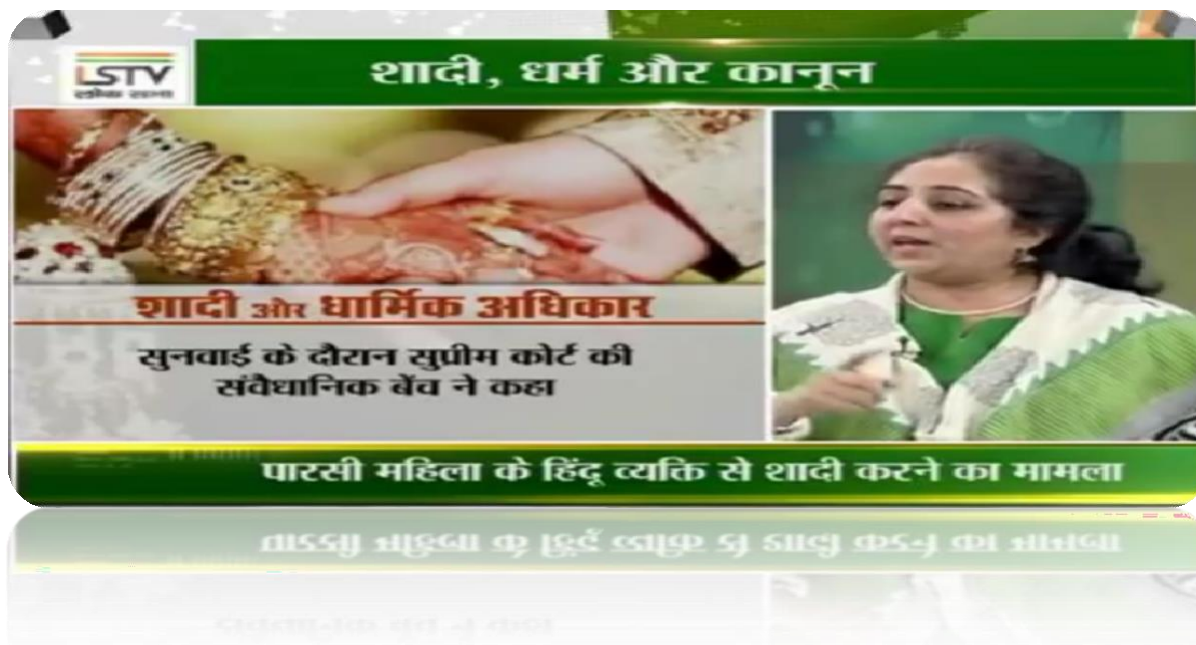 LSTV
लोक सभा
शादी, धर्म और कानून
शादी और धार्मिक अधिकार
सुनवाई के दौरान सुप्रीम कोर्ट की
संवैधानिक बेंच ने कहा
पारसी महिला के हिंदू व्यक्ति से शादी करने का मामला